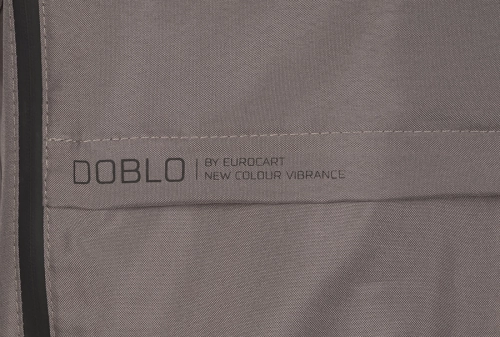 DOBLO | BY EUROCART
NEW COLOUR VIBRANCE